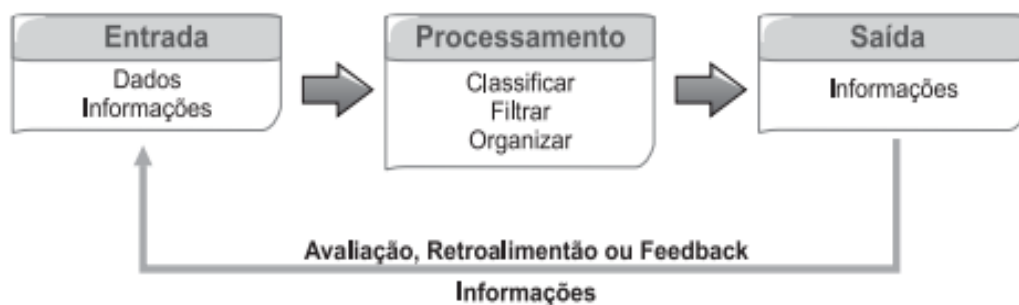 Entrada
Dados
Informações
Processamento
Classificar
Filtrar
Organizar
Saída
Informações
Avaliação, Retroalimentão ou Feedback
Informações